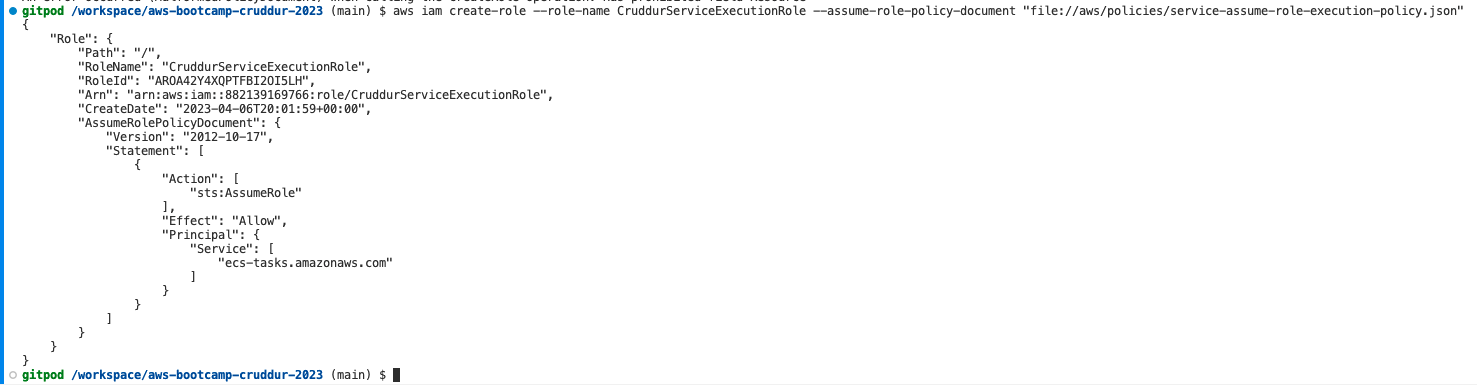 gitpod /workspace/aws-bootcamp-cruddur-2023 (main) $ aws iam create-role --role-name CruddurServiceExecutionRole --assume-role-policy-document "file://aws/policies/service-assume-role-execution-policy.json"
{
    "Role": {
        "Path": "/",
        "RoleName": "CruddurServiceExecutionRole",
        "RoleId": "AROA42Y4XQPTFBI2OI5LH",
        "Arn": "arn:aws:iam::882139169766:role/CruddurServiceExecutionRole",
        "CreateDate": "2023-04-06T20:01:59+00:00",
        "AssumeRolePolicyDocument": {
            "Version": "2012-10-17",
            "Statement": [
                {
                    "Action": [
                        "sts:AssumeRole"
                    ],
                    "Effect": "Allow",
                    "Principal": {
                        "Service": [
                            "ecs-tasks.amazonaws.com"
                        ]
                    }
                }
            ]
        }
    }
}
gitpod /workspace/aws-bootcamp-cruddur-2023 (main) $